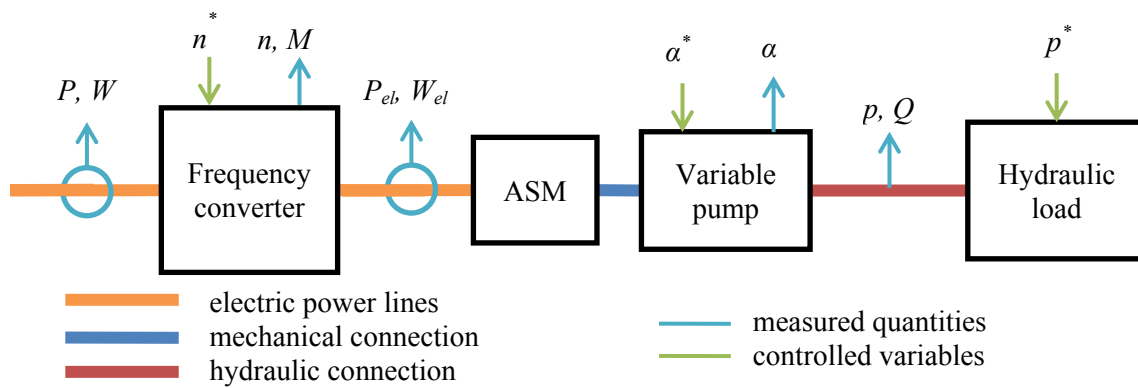 n*
n, M
α*
α
p*
P, W
Pel, Wel
p, Q
Frequency
converter
ASM
Variable
pump
Hydraulic
load
electric power lines
mechanical connection
hydraulic connection
measured quantities
controlled variables